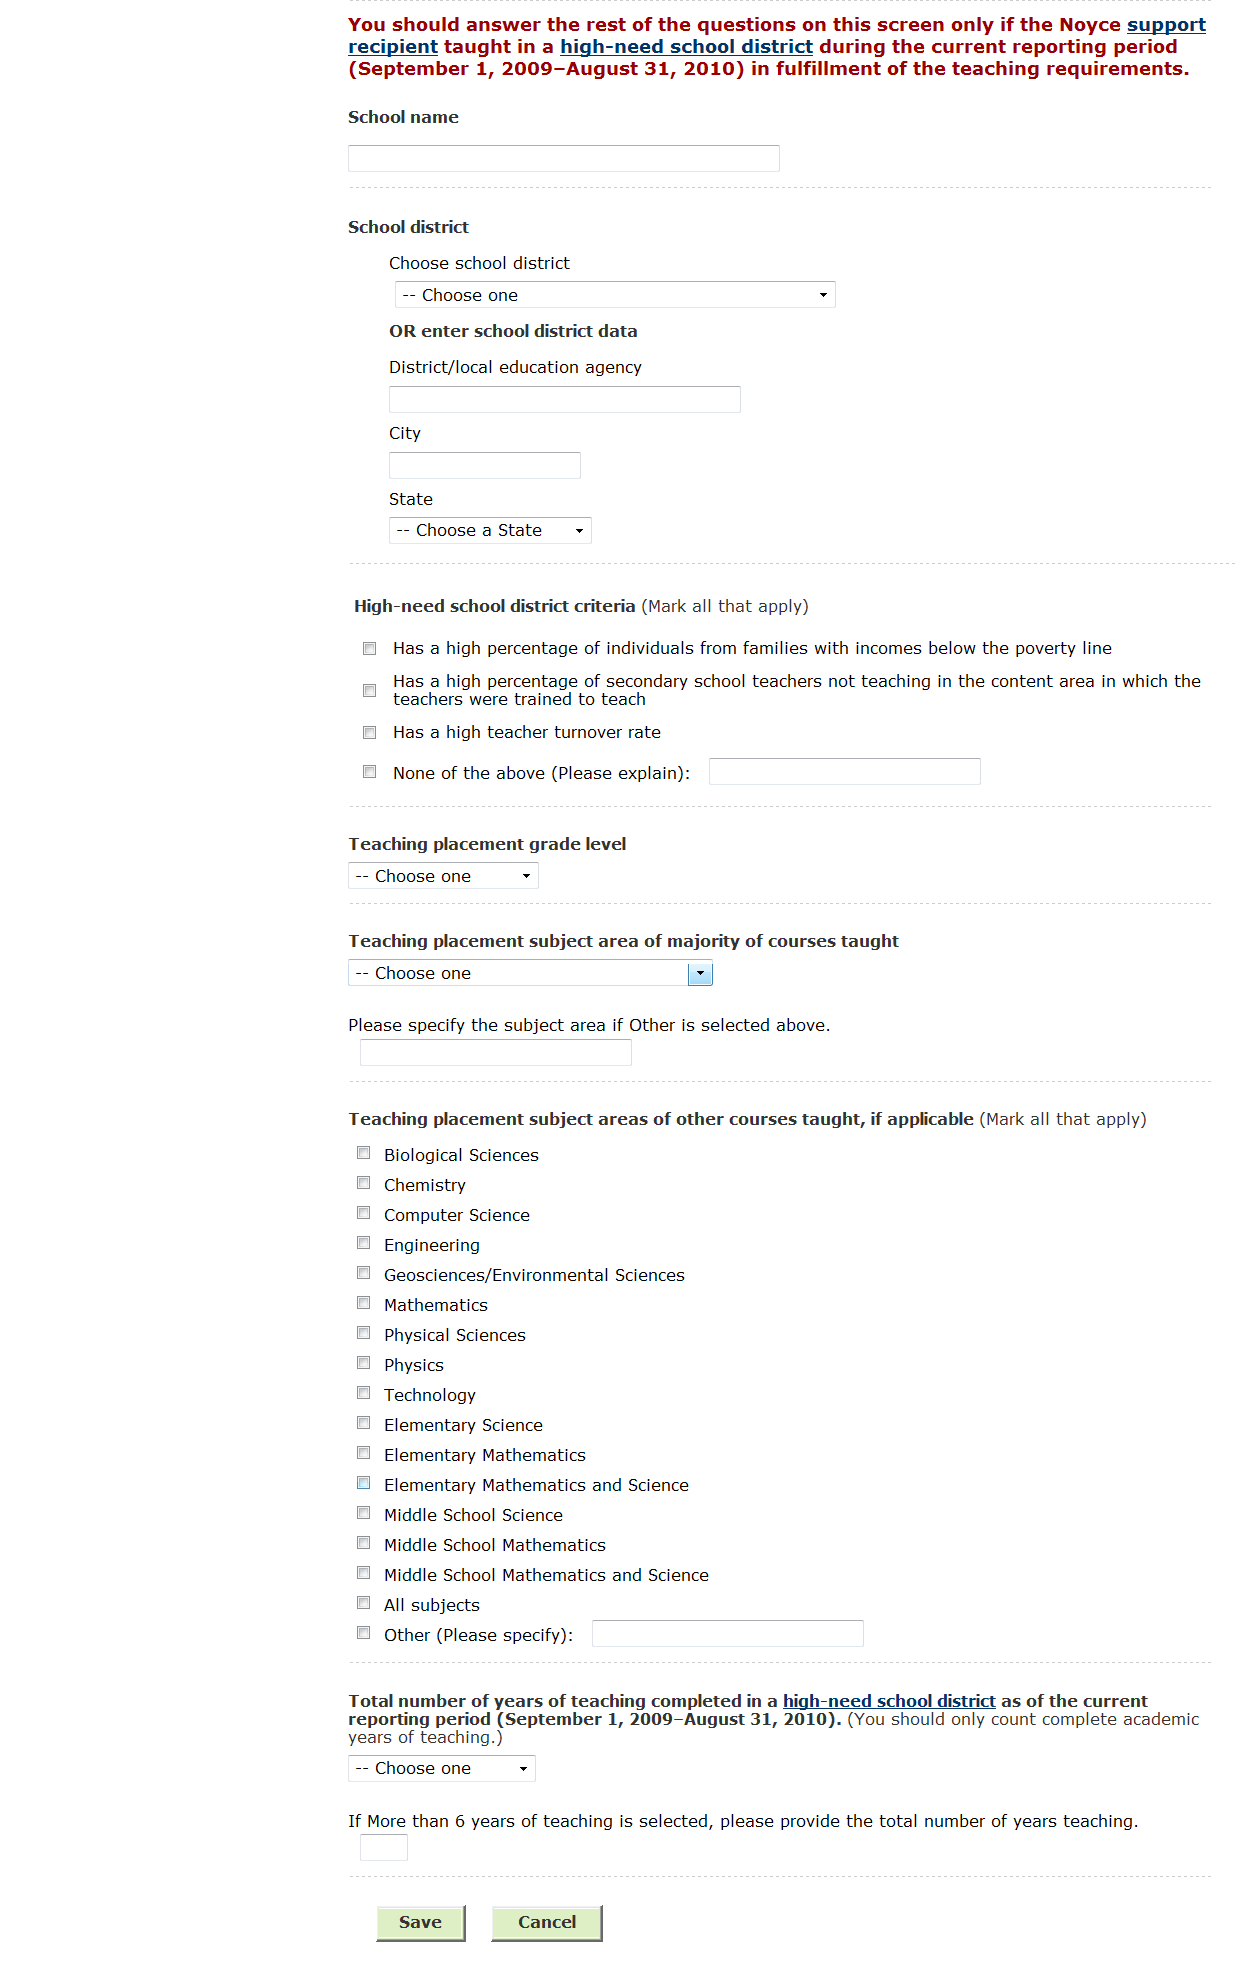 You should answer the rest of the questions on this screen only if the Noyce support
recipient taught in a high-need school district during the current reporting period
(September 1, 2009–August 31, 2010) in fulfillment of the teaching requirements.
School name
School district
Choose school district
-- Choose one
OR enter school district data
District/local education agency
City
State
-- Choose a State
High-need school district criteria (Mark all that apply)
Has a high percentage of individuals from families with incomes below the poverty line
Has a high percentage of secondary school teachers not teaching in the content area in which the
teachers were trained to teach
Has a high teacher turnover rate
None of the above (Please explain):
Teaching placement grade level
-- Choose one
Teaching placement subject area of majority of courses taught
-- Choose one
Please specify the subject area if Other is selected above.
Teaching placement subject areas of other courses taught, if applicable (Mark all that apply)
Biological Sciences
Chemistry
Computer Science
Engineering
Geosciences/Environmental Sciences
Mathematics
Physical Sciences
Physics
Technology
Elementary Science
Elementary Mathematics
Elementary Mathematics and Science
Middle School Science
Middle School Mathematics
Middle School Mathematics and Science
All subjects
Other (Please specify):
Total number of years of teaching completed in a high-need school district as of the current
reporting period (September 1, 2009–August 31, 2010). (You should only count complete academic
years of teaching.)
-- Choose one
If More than 6 years of teaching is selected, please provide the total number of years teaching.
Save Cancel